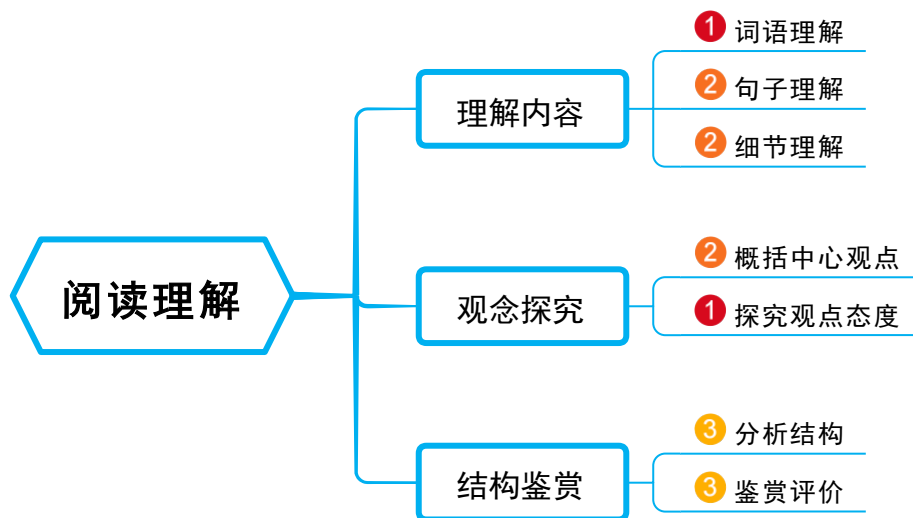 阅读理解
理解内容
1 词语理解
2 句子理解
2 细节理解
观念探究
2 概括中心观点
1 探究观点态度
结构鉴赏
3 分析结构
3 鉴赏评价